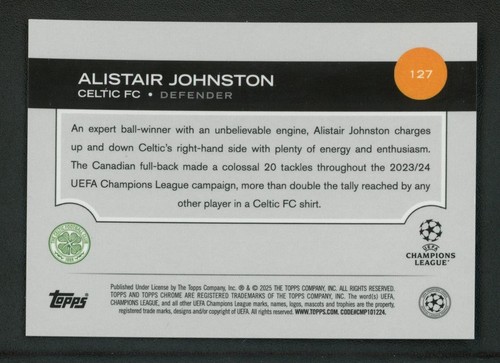 127
ALISTAIR JOHNSTON
CELTIC FC • DEFENDER
An expert ball-winner with an unbelievable engine, Alistair Johnston charges
up and down Celtic's right-hand side with plenty of energy and enthusiasm.
The Canadian full-back made a colossal 20 tackles throughout the 2023/24
UEFA Champions League campaign, more than double the tally reached by any
other player in a Celtic FC shirt.
UEFA
CHAMPIONS
LEAGUE
Topps
Published Under License by The Topps Company, Inc. ® & © 2025 THE TOPPS COMPANY, INC. ALL RIGHTS RESERVED.
TOPPS AND TOPPS CHROME ARE REGISTERED TRADEMARKS OF THE TOPPS COMPANY, INC. The word(s) UEFA,
CHAMPIONS LEAGUE, and all other UEFA Champions League marks, names, logos, mascots and trophies are the property,
registered trade marks, designs and/or copyright of UEFA. All rights reserved. WWW.TOPPS.COM. CODE#CMP101224.